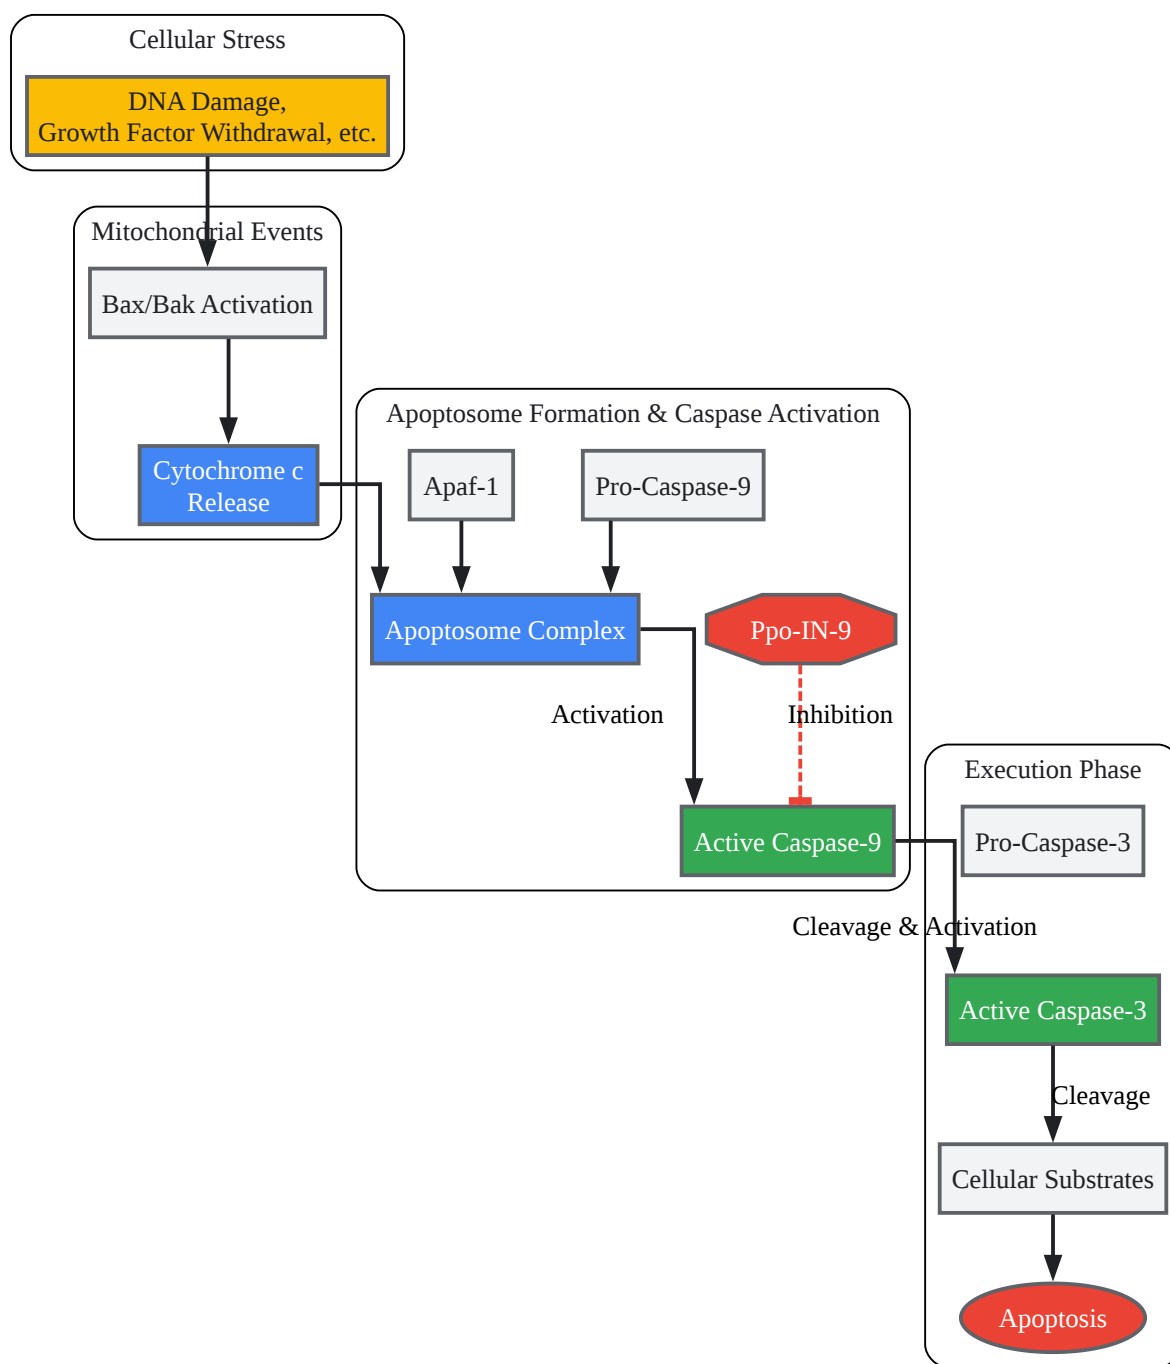 Cellular Stress
DNA Damage,
Growth Factor Withdrawal, etc.
Mitochondrial Events
Bax/Bak Activation
Cytochrome c
Release
Apoptosome Formation & Caspase Activation
Apaf-1
Pro-Caspase-9
Apoptosome Complex
Ppo-IN-9
Activation
Inhibition
Active Caspase-9
Execution Phase
Pro-Caspase-3
Cleavage & Activation
Active Caspase-3
Cleavage
Cellular Substrates
Apoptosis